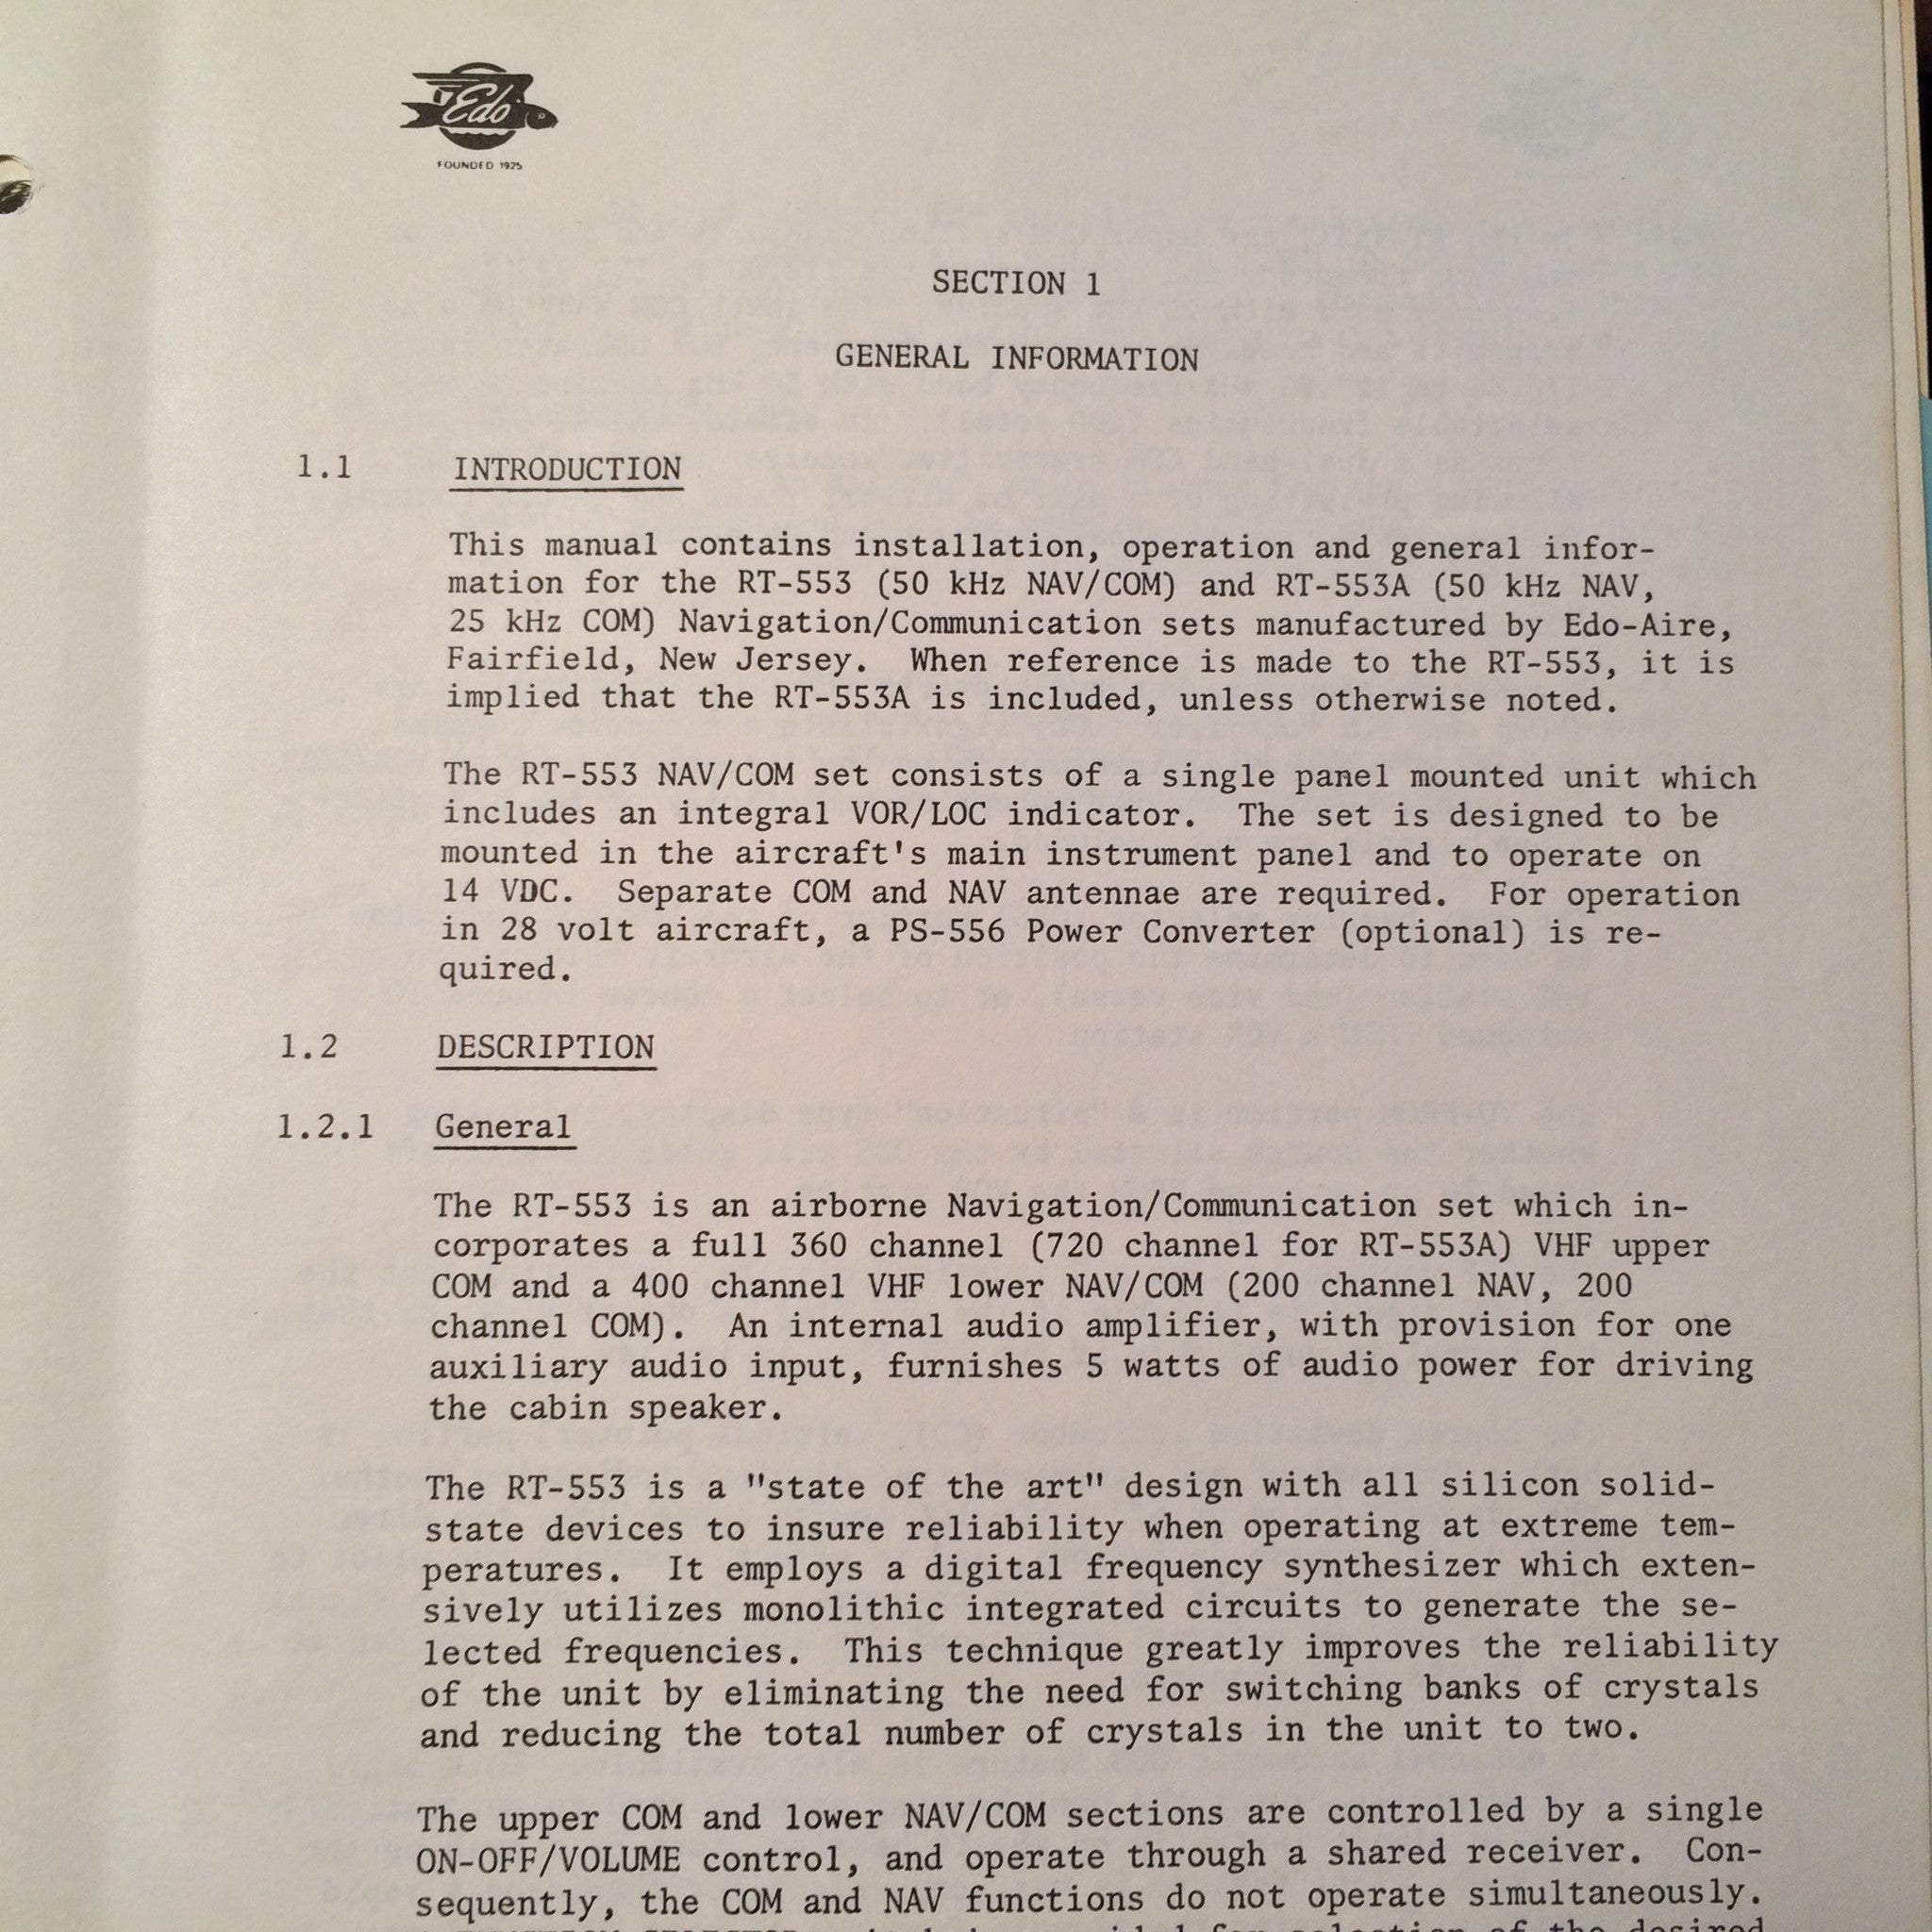 Edo
FOUNDED 1925
SECTION 1
GENERAL INFORMATION
1.1 INTRODUCTION
This manual contains installation, operation and general infor-
mation for the RT-553 (50 kHz NAV/COM) and RT-553A (50 kHz NAV,
25 kHz COM) Navigation/Communication sets manufactured by Edo-Aire,
Fairfield, New Jersey. When reference is made to the RT-553, it is
implied that the RT-553A is included, unless otherwise noted.
The RT-553 NAV/COM set consists of a single panel mounted unit which
includes an integral VOR/LOC indicator. The set is designed to be
mounted in the aircraft's main instrument panel and to operate on
14 VDC. Separate COM and NAV antennae are required. For operation
in 28 volt aircraft, a PS-556 Power Converter (optional) is re-
quired.
1.2 DESCRIPTION
1.2.1 General
The RT-553 is an airborne Navigation/Communication set which in-
corporates a full 360 channel (720 channel for RT-553A) VHF upper
COM and a 400 channel VHF lower NAV/COM (200 channel NAV, 200
channel COM). An internal audio amplifier, with provision for one
auxiliary audio input, furnishes 5 watts of audio power for driving
the cabin speaker.
The RT-553 is a "state of the art" design with all silicon solid-
state devices to insure reliability when operating at extreme tem-
peratures. It employs a digital frequency synthesizer which exten-
sively utilizes monolithic integrated circuits to generate the se-
lected frequencies. This technique greatly improves the reliability
of the unit by eliminating the need for switching banks of crystals
and reducing the total number of crystals in the unit to two.
The upper COM and lower NAV/COM sections are controlled by a single
ON-OFF/VOLUME control, and operate through a shared receiver. Con-
sequently, the COM and NAV functions do not operate simultaneously.
of the desired